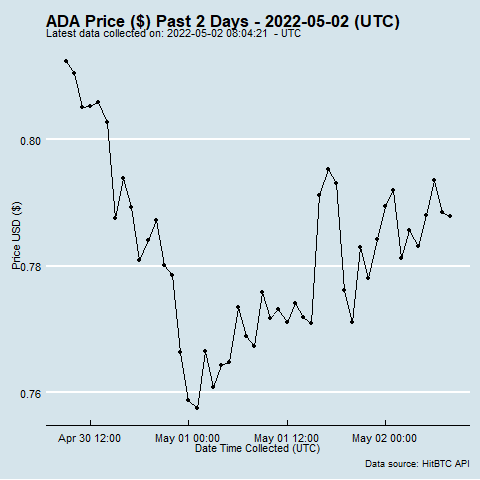 ADA Price ($) Past 2 Days - 2022-05-02 (UTC)
Latest data collected on: 2022-05-02 08:04:21 - UTC
0.80
0.78
0.76
Price USD ($)
Apr 30 12:00 May 01 00:00 May 01 12:00 May 02 00:00
Date Time Collected (UTC)
Data source: HitBTC API